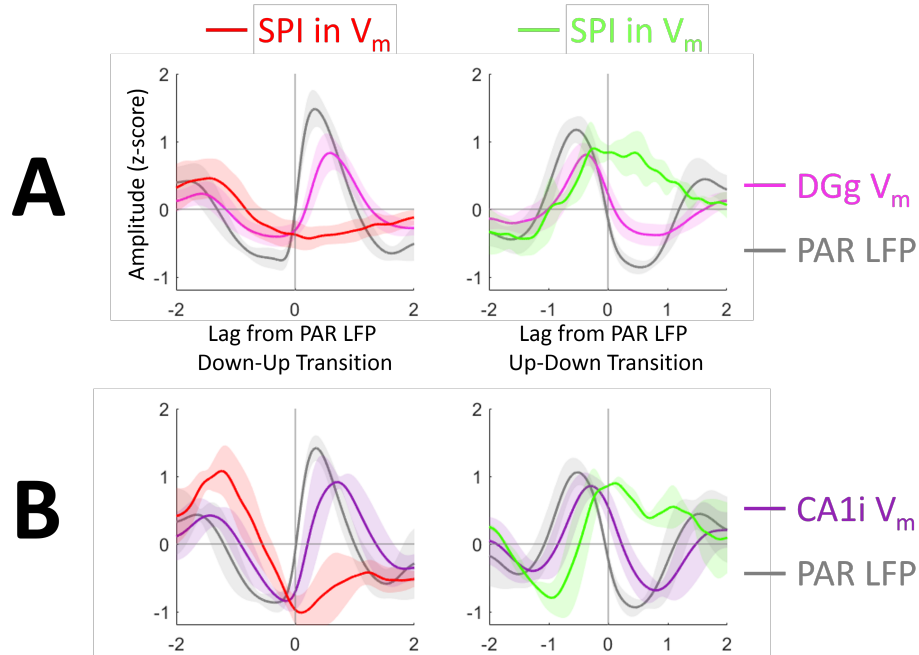 SPI in Vm SPI in Vm
A
Amplitude (z-score)
2 2
1 1
0 0
-1 -1
-2 0 2 -2 -1 0 1 2
DGg Vm
PAR LFP
Lag from PAR LFP Lag from PAR LFP
Down-Up Transition Up-Down Transition
B
2 2
1 1
0 0
-1 -1
-2 0 2 -2 -1 0 1 2
CA1i Vm
PAR LFP